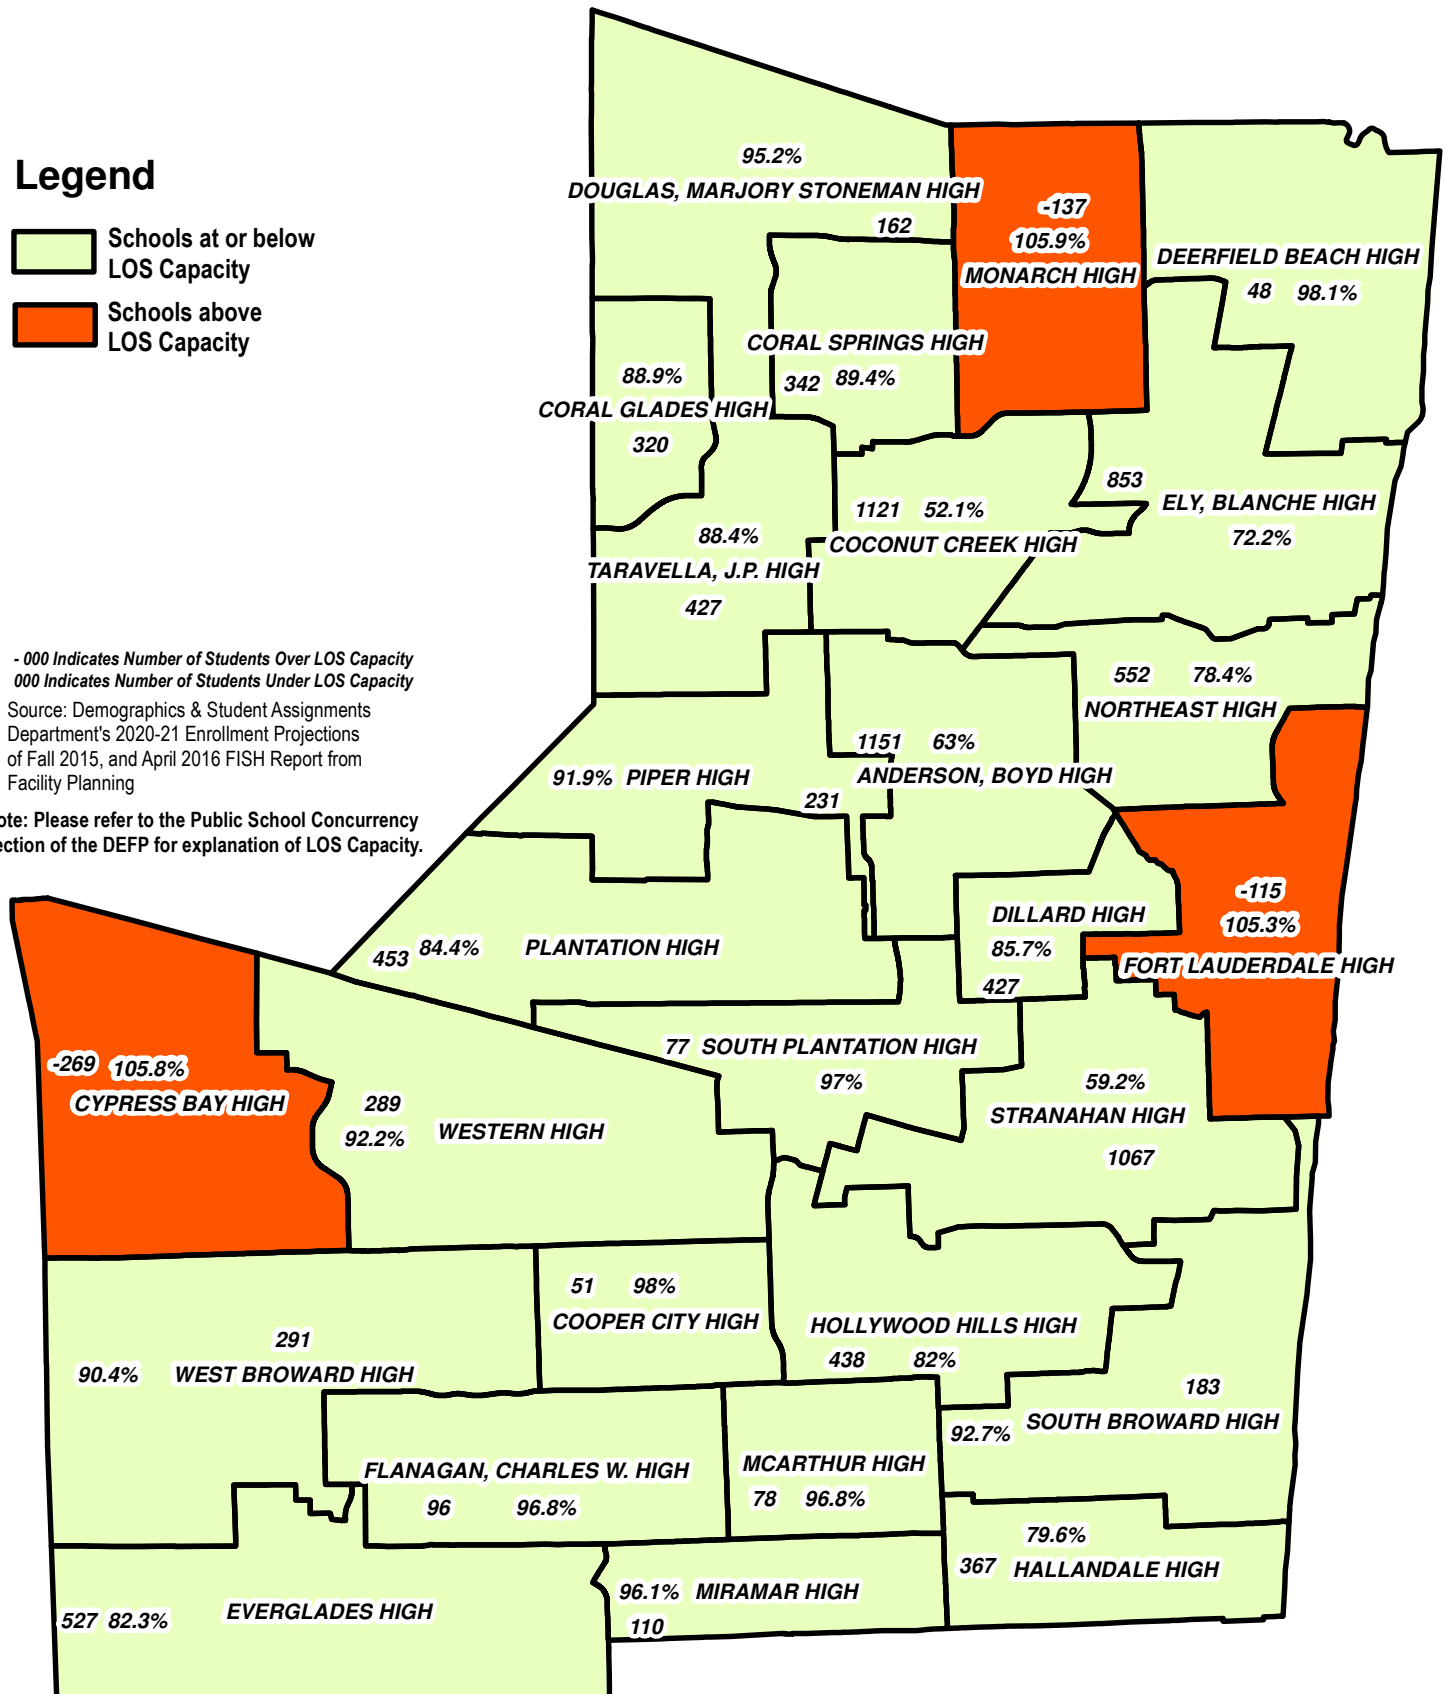 Legend
Schools at or below
LOS Capacity
Schools above
LOS Capacity
- 000 Indicates Number of Students Over LOS Capacity
000 Indicates Number of Students Under LOS Capacity
Source: Demographics & Student Assignments
Department's 2020-21 Enrollment Projections
of Fall 2015, and April 2016 FISH Report from
Facility Planning
ote: Please refer to the Public School Concurrency
ection of the DEFP for explanation of LOS Capacity.
95.2%
DOUGLAS, MARJORY STONEMAN HIGH
162
-137
105.9%
MONARCH HIGH
DEERFIELD BEACH HIGH
48 98.1%
CORAL SPRINGS HIGH
342 89.4%
88.9%
CORAL GLADES HIGH
320
853
ELY, BLANCHE HIGH
72.2%
1121 52.1%
COCONUT CREEK HIGH
88.4%
TARAVELLA, J.P. HIGH
427
552 78.4%
NORTHEAST HIGH
1151 63%
ANDERSON, BOYD HIGH
91.9% PIPER HIGH
231
-115
105.3%
FORT LAUDERDALE HIGH
DILLARD HIGH
85.7%
427
453 84.4% PLANTATION HIGH
77 SOUTH PLANTATION HIGH
97%
-269 105.8%
CYPRESS BAY HIGH
289
92.2% WESTERN HIGH
59.2%
STRANAHAN HIGH
1067
51 98%
COOPER CITY HIGH
HOLLYWOOD HILLS HIGH
438 82%
291
90.4% WEST BROWARD HIGH
183
SOUTH BROWARD HIGH
92.7%
FLANAGAN, CHARLES W. HIGH
96 96.8%
MCARTHUR HIGH
78 96.8%
79.6%
367 HALLANDALE HIGH
96.1% MIRAMAR HIGH
110
EVERGLADES HIGH
527 82.3%